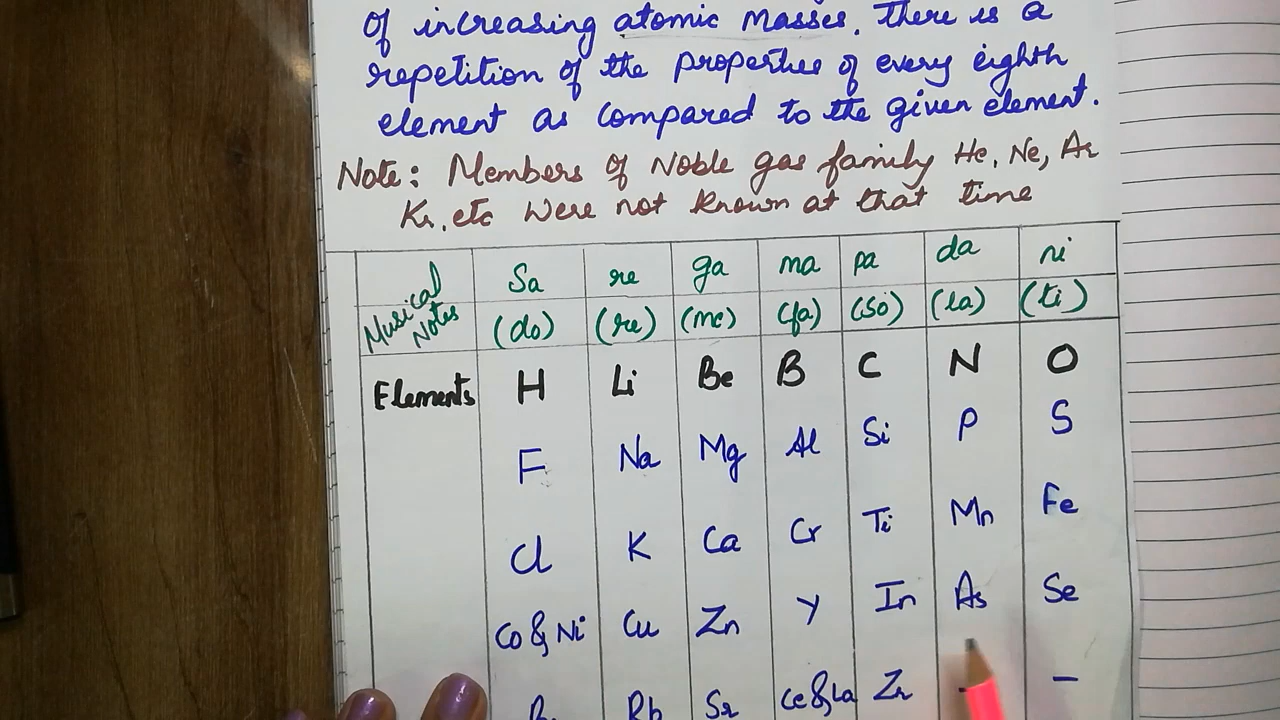 Of increasing atomic masses, there is a
repetition of the properties of every eighth
element as compared to the given element.
Note: Members of Noble gas family He, Ne, Ar
Kr, etc were not known at that time
Musical Notes Sa re ga ma pa da ni
(do) (re) (me) (fa) (so) (la) (ti)
Elements H Li Be B C N O
F Na Mg Al Si P S
Cl K Ca Cr Ti Mn Fe
Co & Ni Cu Zn Y In As Se
Rb Sr Ce & La Zr - -